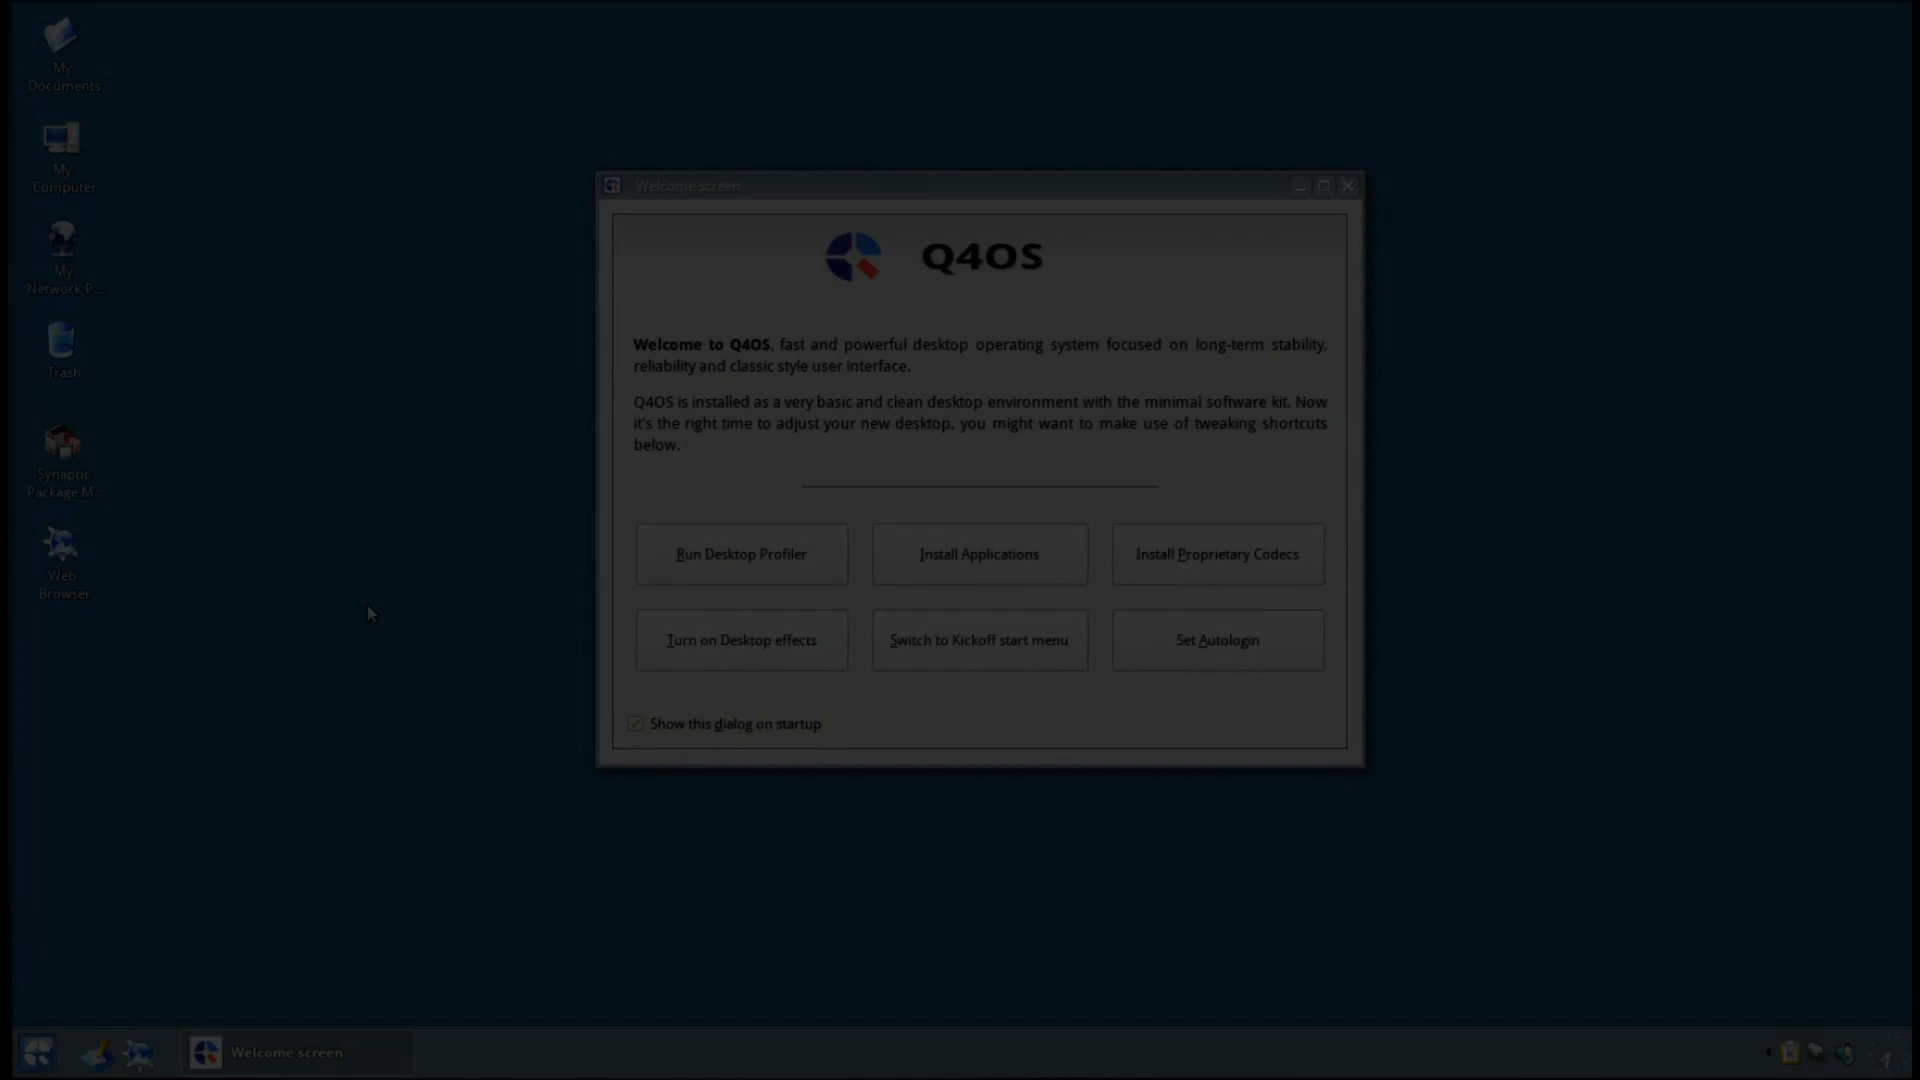 My
Documents
My
Computer
My
Network P...
Trash
Synaptic
Package M...
Web
Browser
Welcome screen
Q4OS
Welcome to Q4OS, fast and powerful desktop operating system focused on long-term stability,
reliability and classic style user interface.
Q4OS is installed as a very basic and clean desktop environment with the minimal software kit. Now
it's the right time to adjust your new desktop, you might want to make use of tweaking shortcuts
below.
Run Desktop Profiler
Install Applications
Install Proprietary Codecs
Turn on Desktop effects
Switch to Kickoff start menu
Set Autologin
Show this dialog on startup
Welcome screen